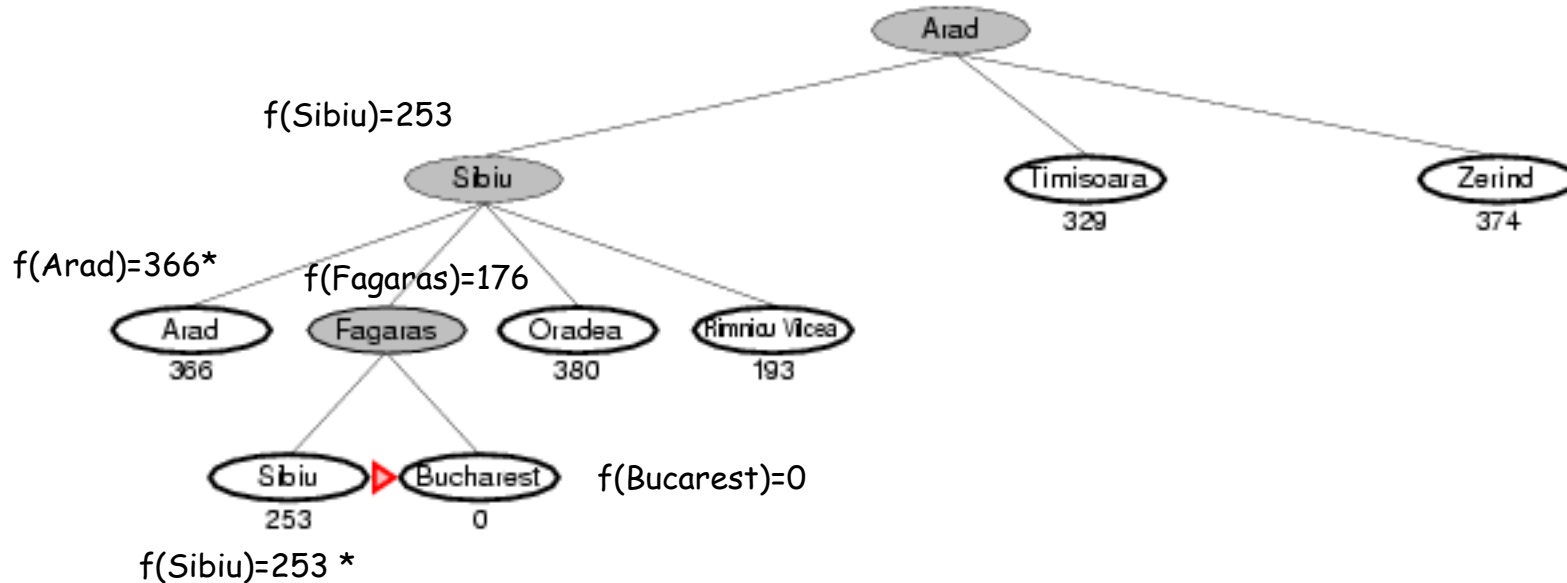 Arad
f(Sibiu)=253
Sibiu
Timisoara
Zerind
329
374
f(Arad)=366*
f(Fagaras)=176
Arad
Fagaras
Oradea
Rimnicu Vilcea
366
380
193
Sibiu
Bucharest
f(Bucarest)=0
253
0
f(Sibiu)=253 *